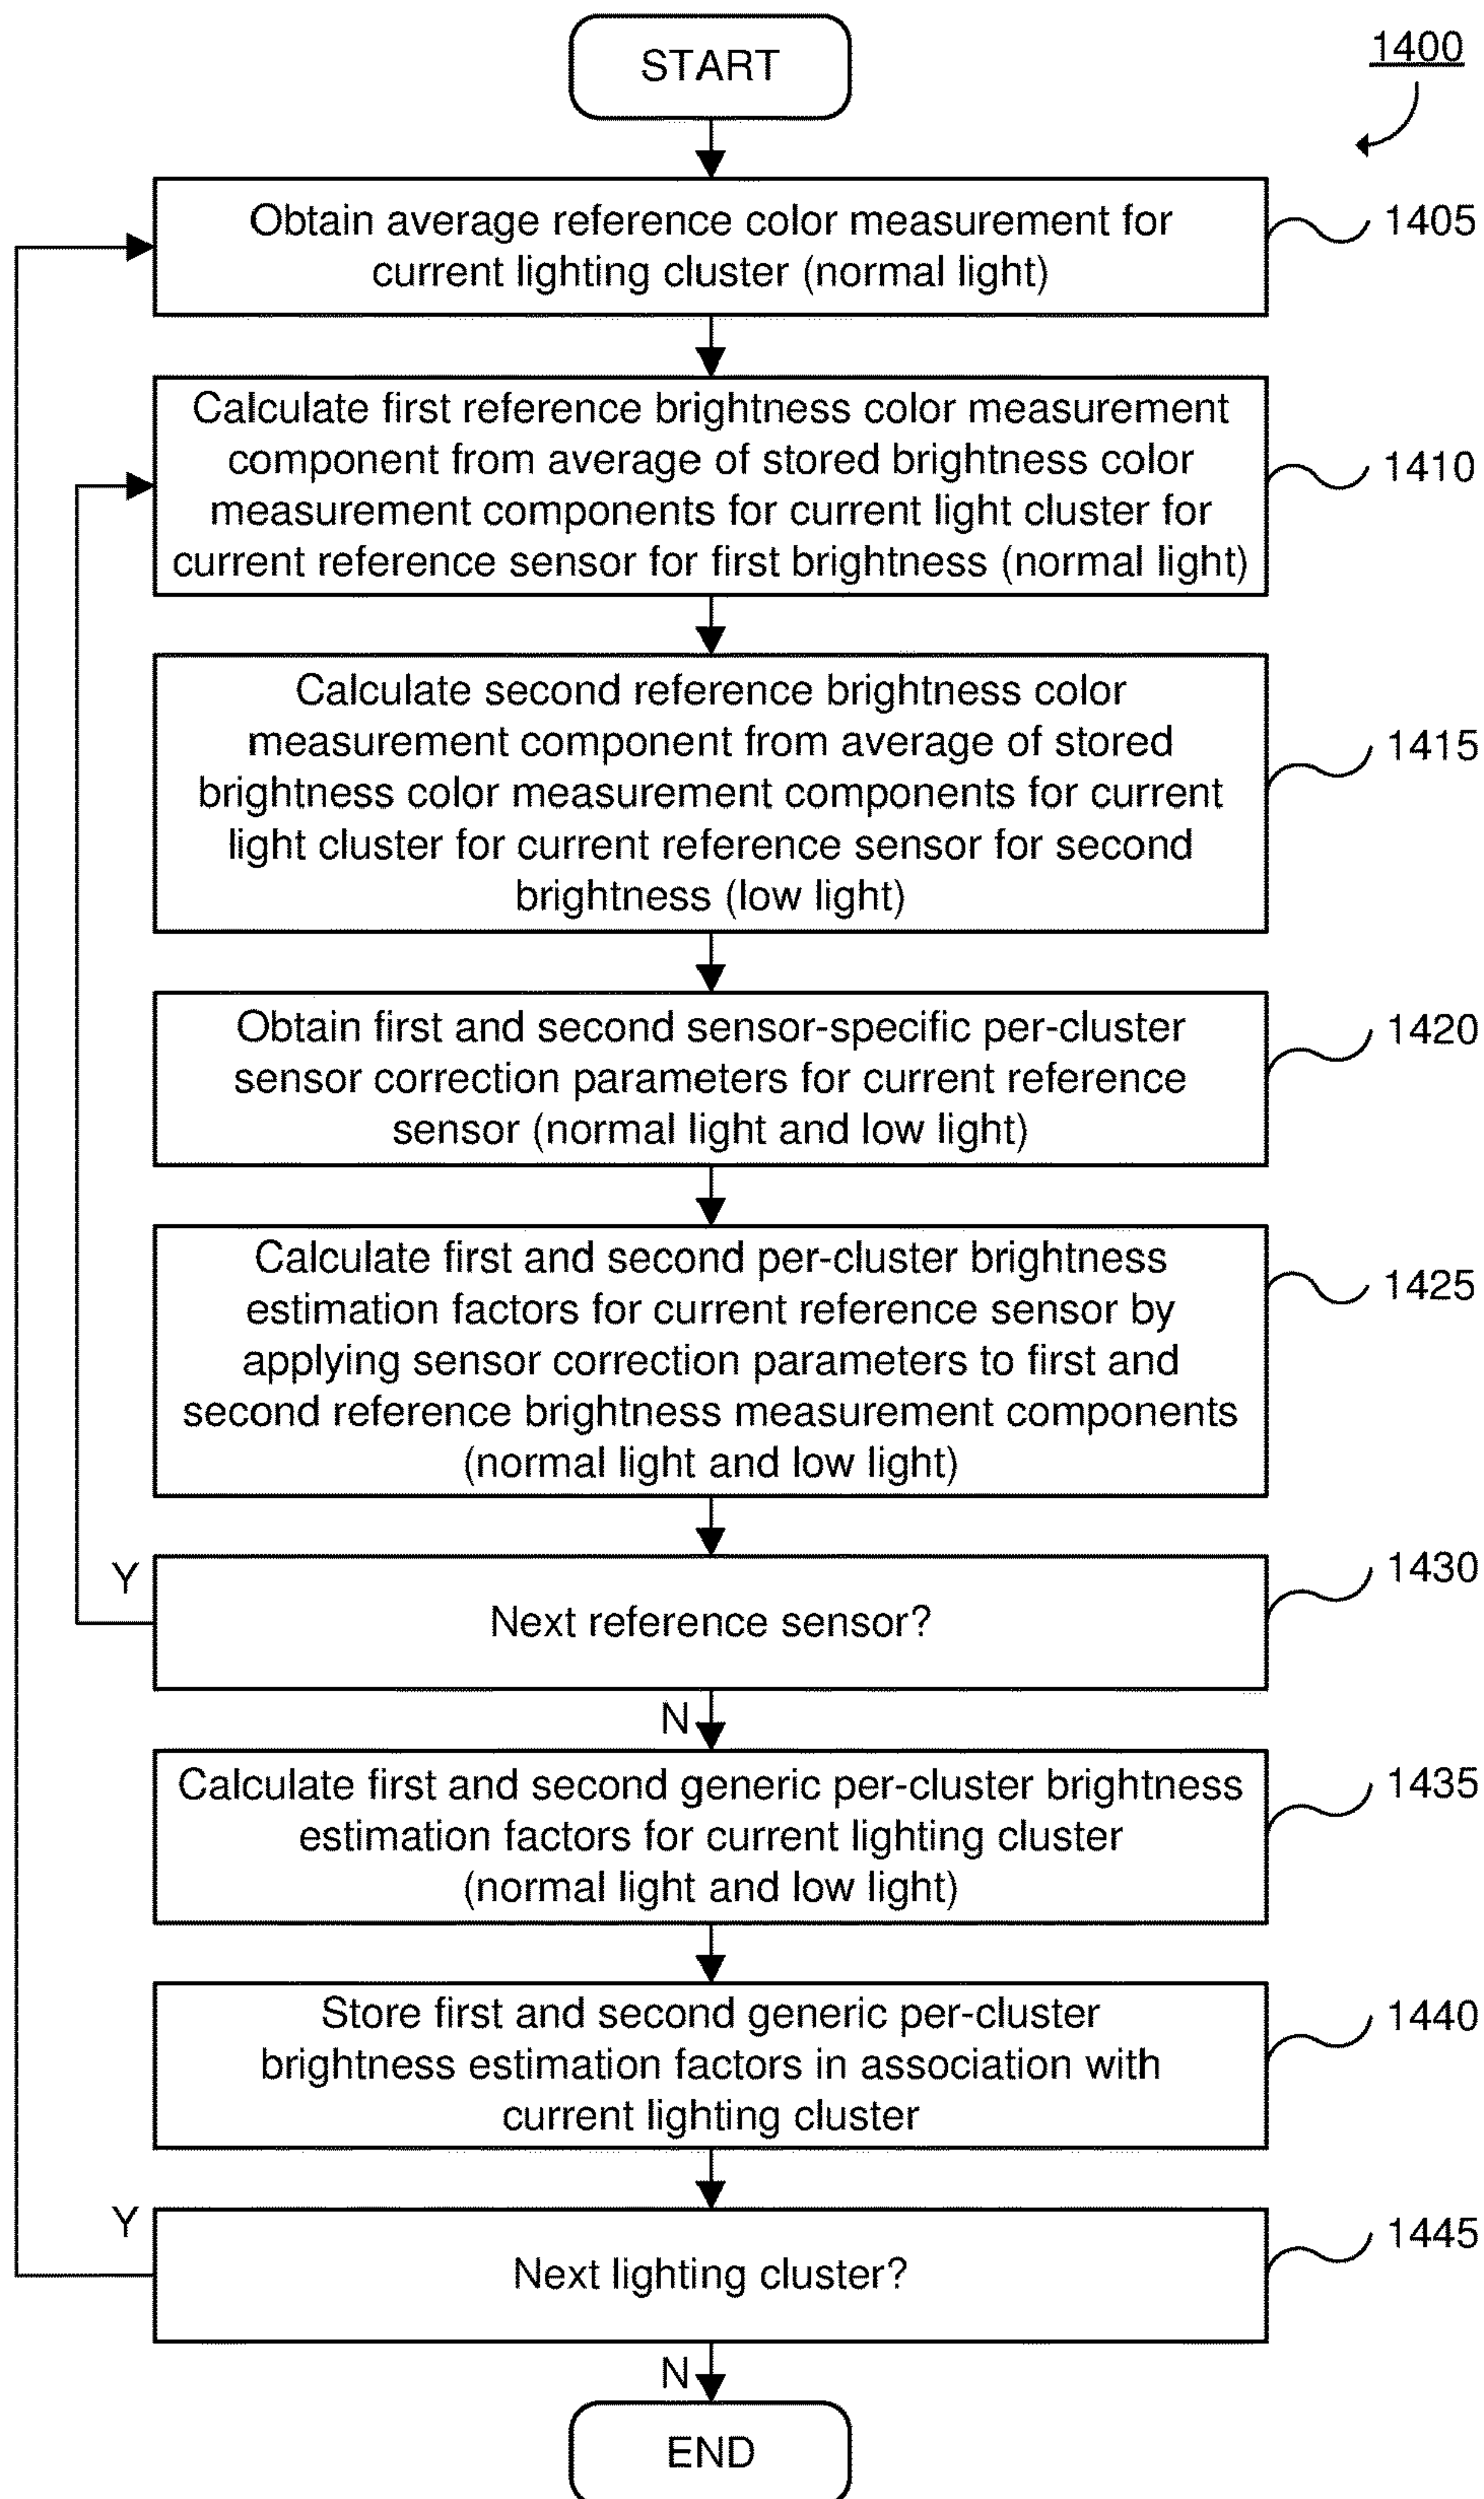 START
1400
Obtain average reference color measurement for
current lighting cluster (normal light)
1405
Calculate first reference brightness color measurement
component from average of stored brightness color
measurement components for current light cluster for
current reference sensor for first brightness (normal light)
1410
Calculate second reference brightness color
measurement component from average of stored
brightness color measurement components for current
light cluster for current reference sensor for second
brightness (low light)
1415
Obtain first and second sensor-specific per-cluster
sensor correction parameters for current reference
sensor (normal light and low light)
1420
Calculate first and second per-cluster brightness
estimation factors for current reference sensor by
applying sensor correction parameters to first and
second reference brightness measurement components
(normal light and low light)
1425
Y
Next reference sensor?
1430
N
Calculate first and second generic per-cluster brightness
estimation factors for current lighting cluster
(normal light and low light)
1435
Store first and second generic per-cluster
brightness estimation factors in association with
current lighting cluster
1440
Y
Next lighting cluster?
1445
N
END